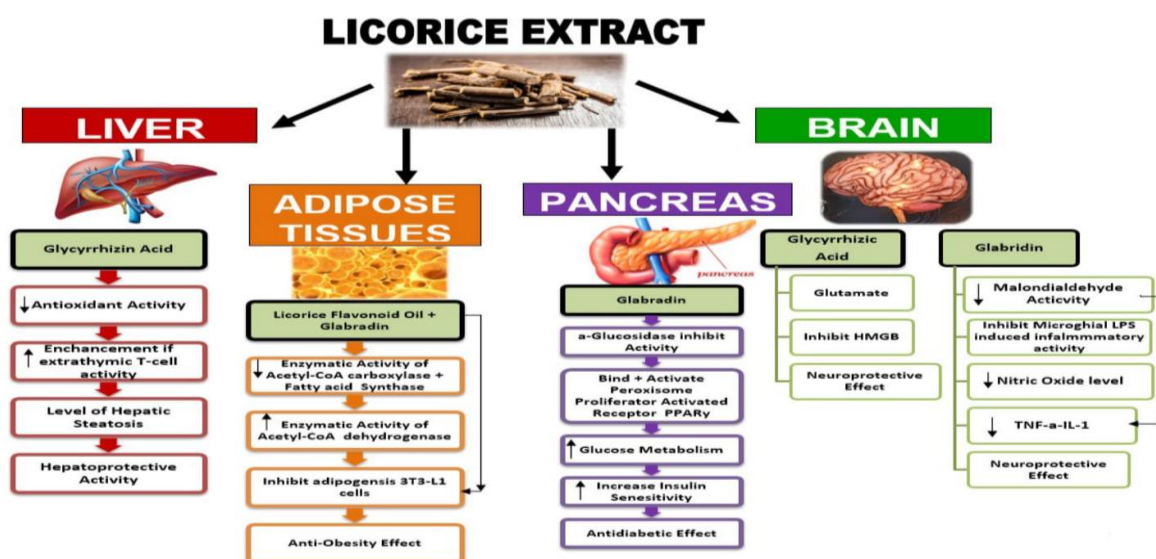 LICORICE EXTRACT
LIVER
Glycyrrhizin Acid
↓Antioxidant Activity
↑ Enchancement if
extrathymic T-cell
activity
Level of Hepatic
Steatosis
Hepatoprotective
Activity
ADIPOSE
TISSUES
Licorice Flavonoid Oil +
Glabradin
↓ Enzymatic Activity of
Acetyl-CoA carboxylase +
Fatty acid Synthase
↑ Enzymatic Activity of
Acetyl-CoA dehydrogenase
Inhibit adipogensis 3T3-L1
cells
Anti-Obesity Effect
PANCREAS
pancreas
Glabradin
a-Glucosidase inhibit
Activity
Bind + Activate
Peroxisome
Proliferator Activated
Receptor PPARy
↑ Glucose Metabolism
↑ Increase Insulin
Senesitivity
Antidiabetic Effect
BRAIN
Glycyrrhizic
Acid
Glutamate
Inhibit HMGB
Neuroprotective
Effect
Glabridin
↓ Malondialdehyde
Acticvity
Inhibit Microghial LPS
induced infalmmmatory
activity
↓ Nitric Oxide level
↓ TNF-a-IL-1
Neuroprotective
Effect